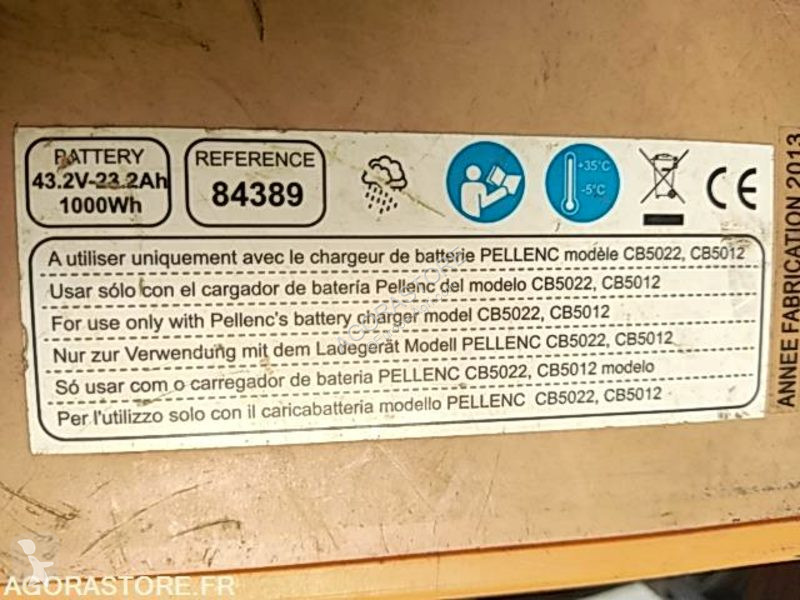 BATTERY
43.2V-23.2Ah
1000Wh
REFERENCE
84389
+35°C
-5°C
CE
A utiliser uniquement avec le chargeur de batterie PELLENC modèle CB5022, CB5012
Usar sólo con el cargador de batería Pellenc del modelo CB5022, CB5012
For use only with Pellenc's battery charger model CB5022, CB5012
Nur zur Verwendung mit dem Ladegerät Modell PELLENC CB5022, CB5012
Só usar com o carregador de bateria PELLENC CB5022, CB5012 modelo
Per l'utilizzo solo con il caricabatteria modello PELLENC CB5022, CB5012
ANNEE FABRICATION 2013
AGORASTORE.FR